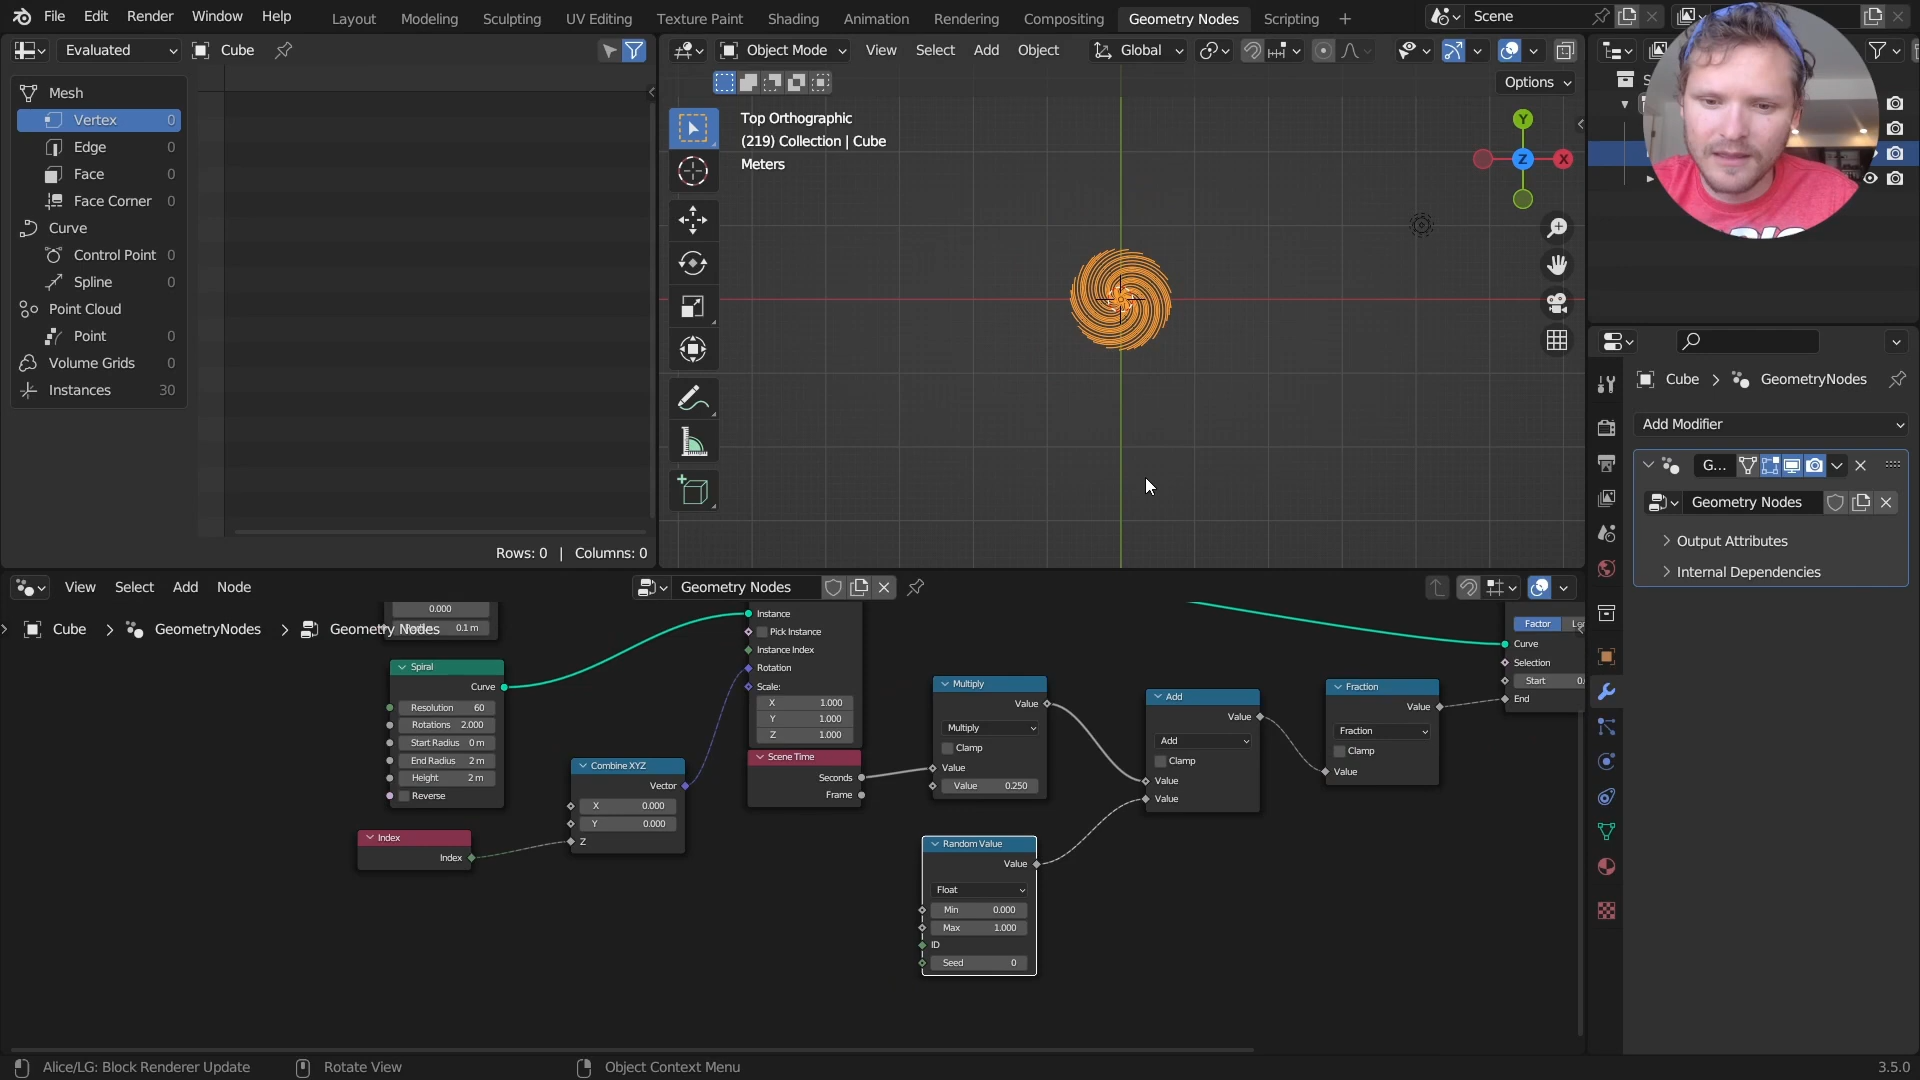 File Edit Render Window Help
Layout Modeling Sculpting UV Editing Texture Paint Shading Animation Rendering Compositing Geometry Nodes Scripting +
Scene
Evaluated
Cube
Object Mode View Select Add Object
Global
Options
Mesh
Vertex 0
Edge 0
Face 0
Face Corner 0
Curve
Control Point 0
Spline 0
Point Cloud
Point 0
Volume Grids 0
Instances 30
Rows: 0 | Columns: 0
Top Orthographic
(219) Collection | Cube
Meters
Y
Z
X
Cube > GeometryNodes
Add Modifier
G...
Geometry Nodes
Output Attributes
Internal Dependencies
View Select Add Node
Geometry Nodes
Cube > GeometryNodes > Geometry Nodes
0.000
0.1 m
Spiral
Curve
Resolution 60
Rotations 2.000
Start Radius 0 m
End Radius 2 m
Height 2 m
Reverse
Index
Index
Combine XYZ
Vector
X 0.000
Y 0.000
Z
Instance
Pick Instance
Instance Index
Rotation
Scale:
X 1.000
Y 1.000
Z 1.000
Scene Time
Seconds
Frame
Multiply
Value
Multiply
Clamp
Value
Value 0.250
Random Value
Value
Float
Min 0.000
Max 1.000
ID
Seed 0
Add
Value
Add
Clamp
Value
Value
Fraction
Value
Fraction
Clamp
Value
Factor
Curve
Selection
Start
End
Alice/LG: Block Renderer Update
Rotate View
Object Context Menu
3.5.0